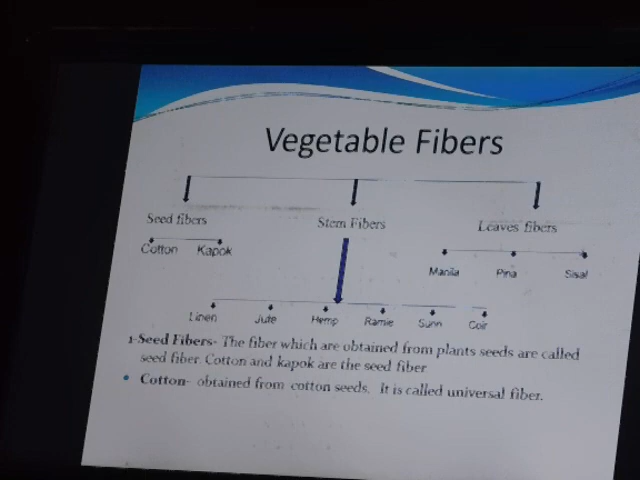 Vegetable Fibers
Seed fibers Stem Fibers Leaves fibers
Cotton Kapok
Manila Pina Sisal
Linen Jute Hemp Ramie Sunn Coir
1-Seed Fibers- The fiber which are obtained from plants seeds are called
seed fiber. Cotton and kapok are the seed fiber
• Cotton- obtained from cotton seeds. It is called universal fiber.